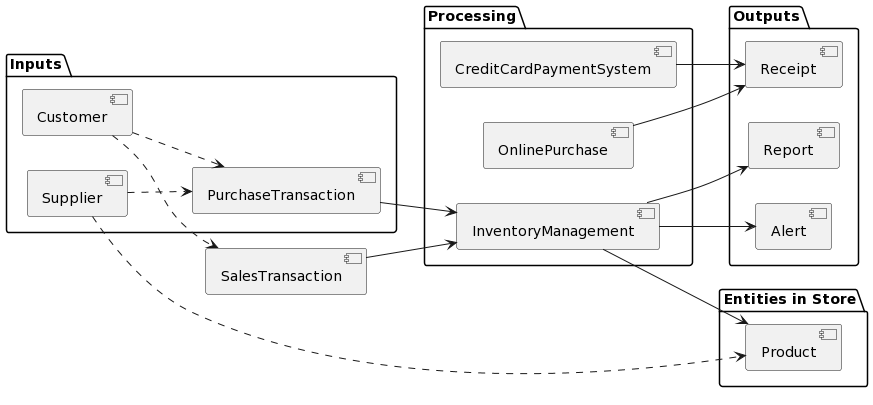 Inputs
Customer
Supplier
PurchaseTransaction
SalesTransaction
Processing
CreditCardPaymentSystem
OnlinePurchase
InventoryManagement
Outputs
Receipt
Report
Alert
Entities in Store
Product